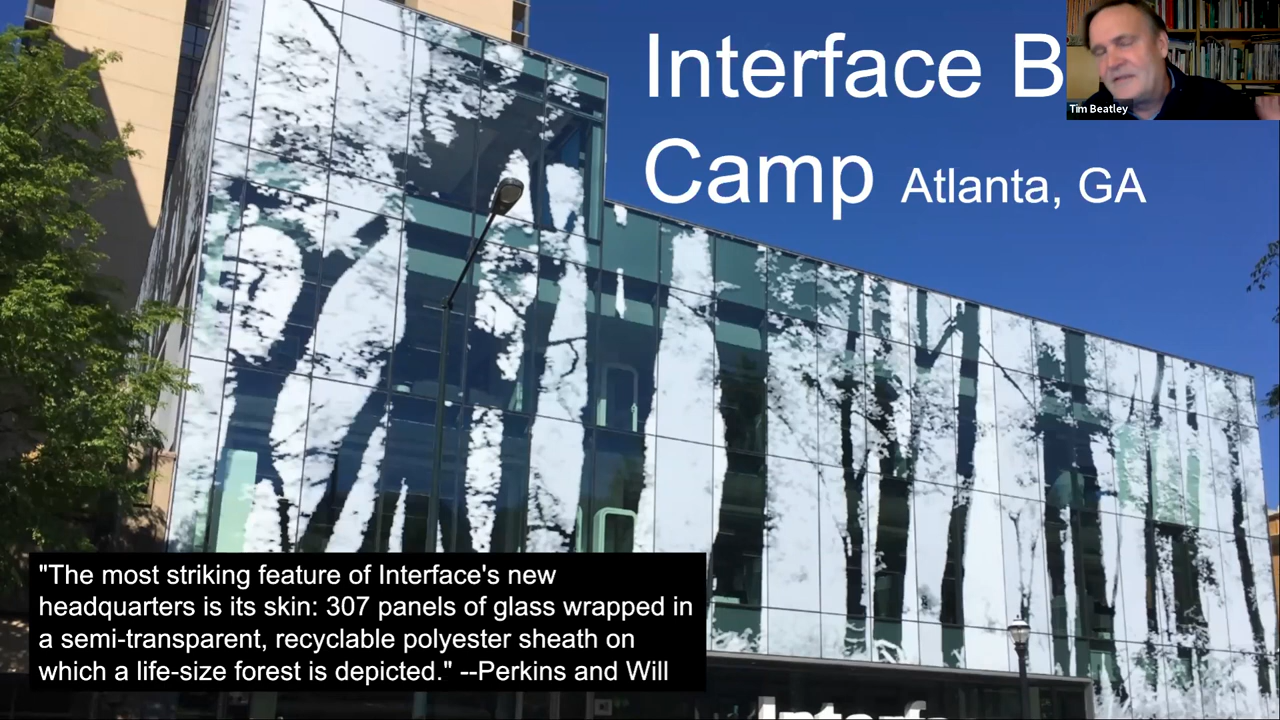 Interface B
Camp Atlanta, GA
Tim Beatley
"The most striking feature of Interface's new
headquarters is its skin: 307 panels of glass wrapped in
a semi-transparent, recyclable polyester sheath on
which a life-size forest is depicted." --Perkins and Will